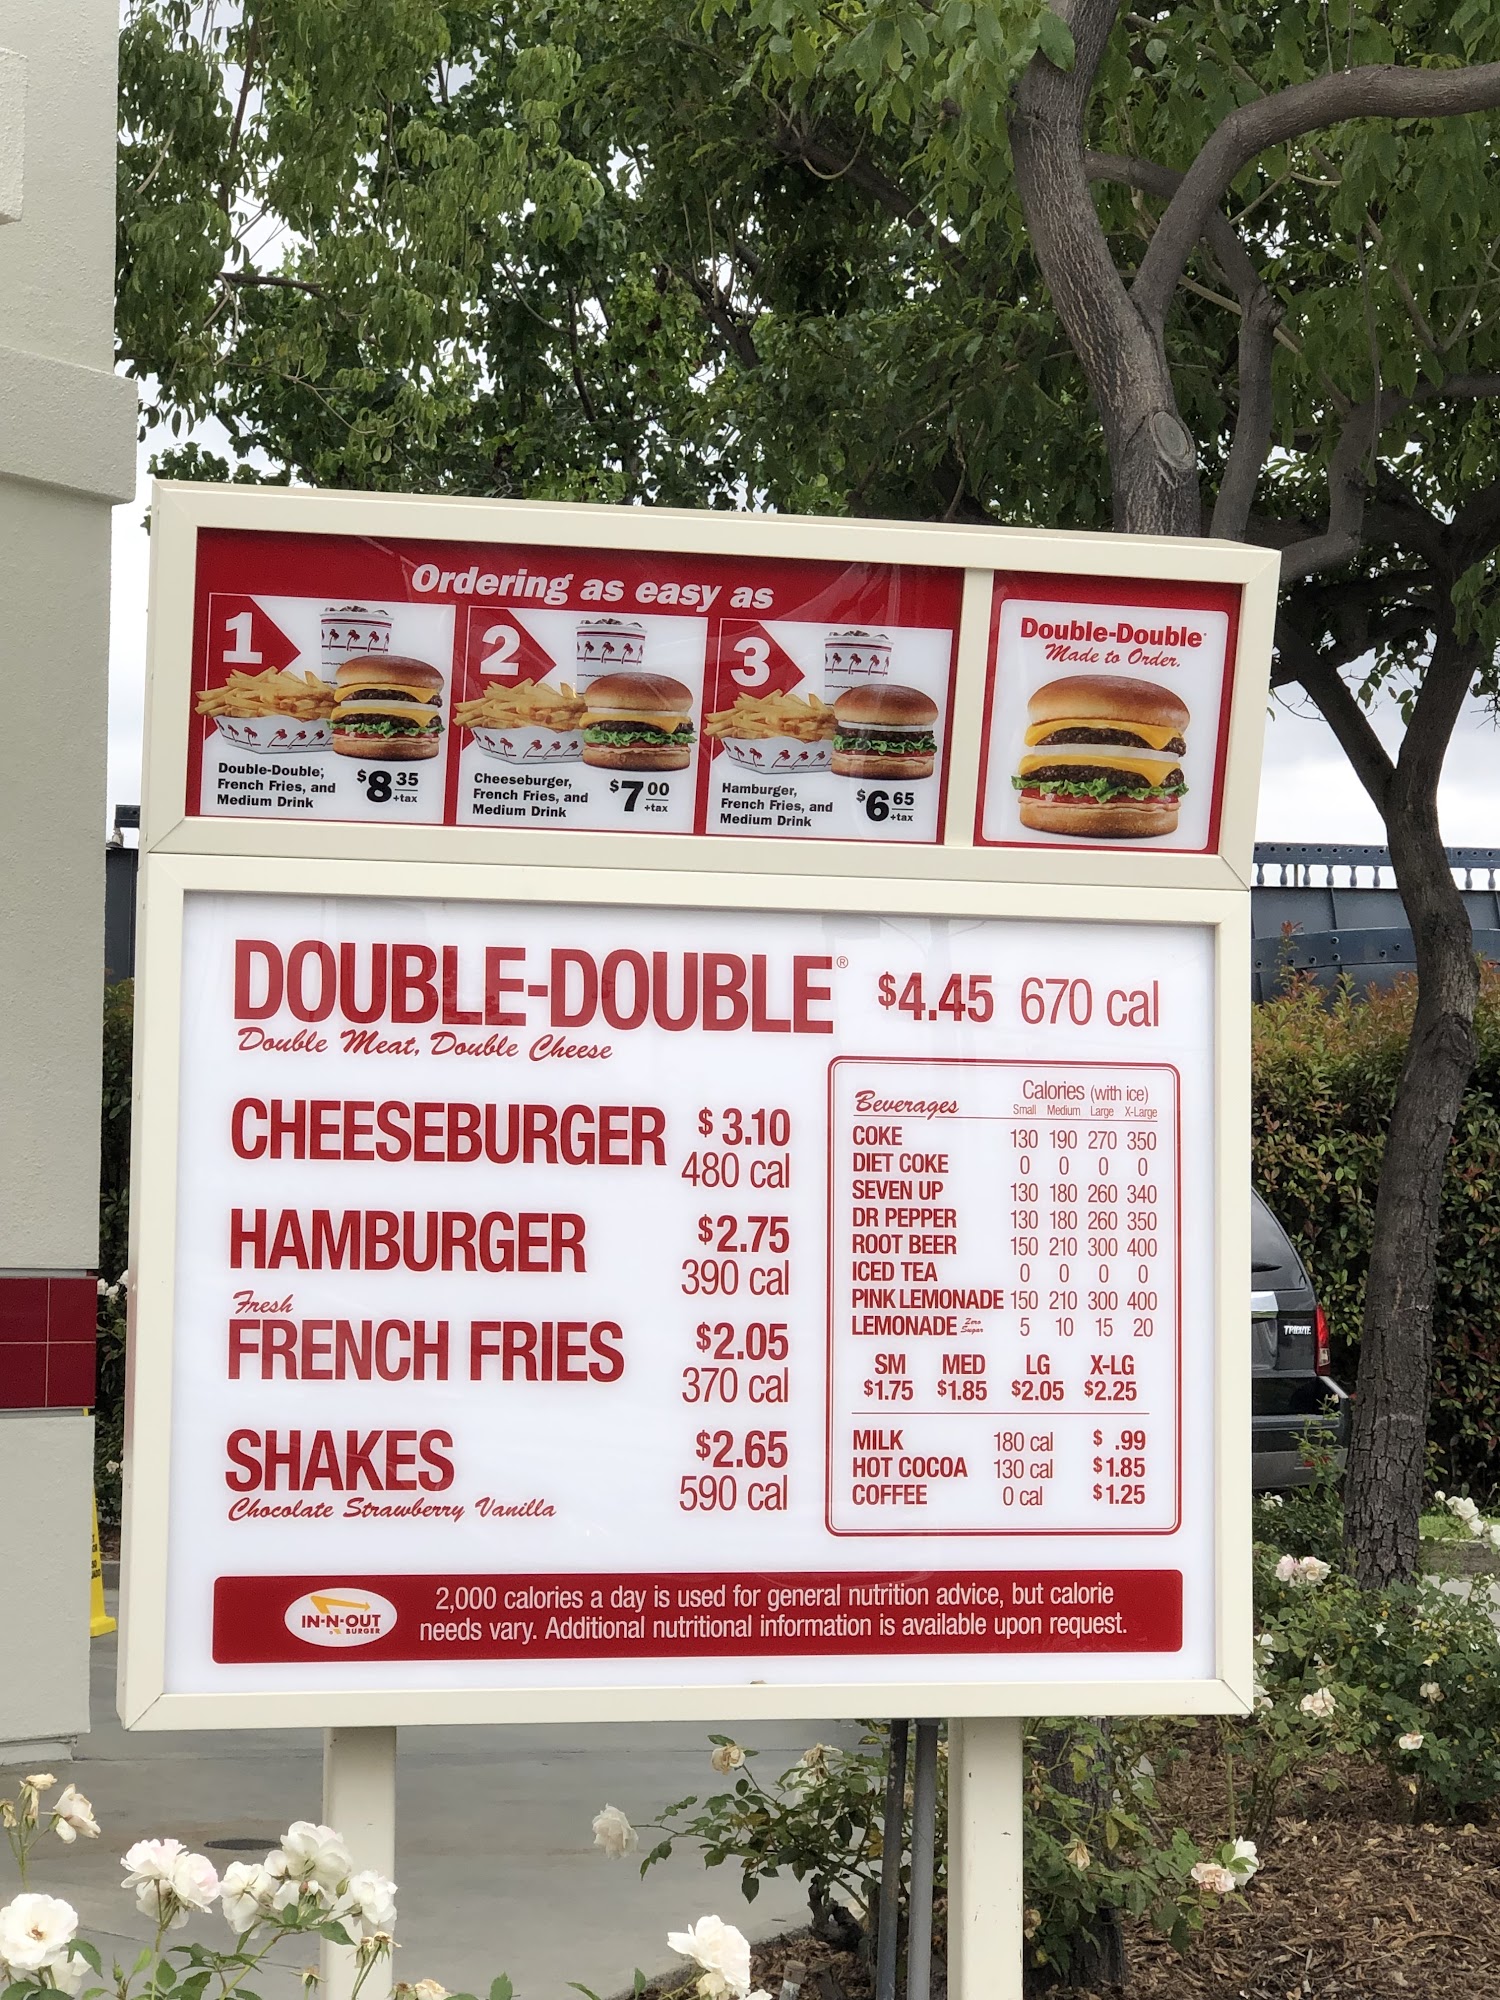 Ordering as easy as
1
Double-Double,
French Fries, and
Medium Drink
$8 35
+tax
2
Cheeseburger,
French Fries, and
Medium Drink
$7 00
+tax
3
Hamburger,
French Fries, and
Medium Drink
$6 65
+tax
Double-Double
Made to Order.
DOUBLE-DOUBLE® $4.45 670 cal
Double Meat, Double Cheese
CHEESEBURGER $3.10
480 cal
HAMBURGER $2.75
390 cal
Fresh
FRENCH FRIES $2.05
370 cal
SHAKES $2.65
590 cal
Chocolate Strawberry Vanilla
Beverages Calories (with ice)
Small Medium Large X-Large
COKE 130 190 270 350
DIET COKE 0 0 0 0
SEVEN UP 130 180 260 340
DR PEPPER 130 180 260 350
ROOT BEER 150 210 300 400
ICED TEA 0 0 0 0
PINK LEMONADE 150 210 300 400
LEMONADE Zero Sugar 5 10 15 20
SM MED LG X-LG
$1.75 $1.85 $2.05 $2.25
MILK 180 cal $ .99
HOT COCOA 130 cal $1.85
COFFEE 0 cal $1.25
IN-N-OUT
BURGER
2,000 calories a day is used for general nutrition advice, but calorie
needs vary. Additional nutritional information is available upon request.
TRIBUTE